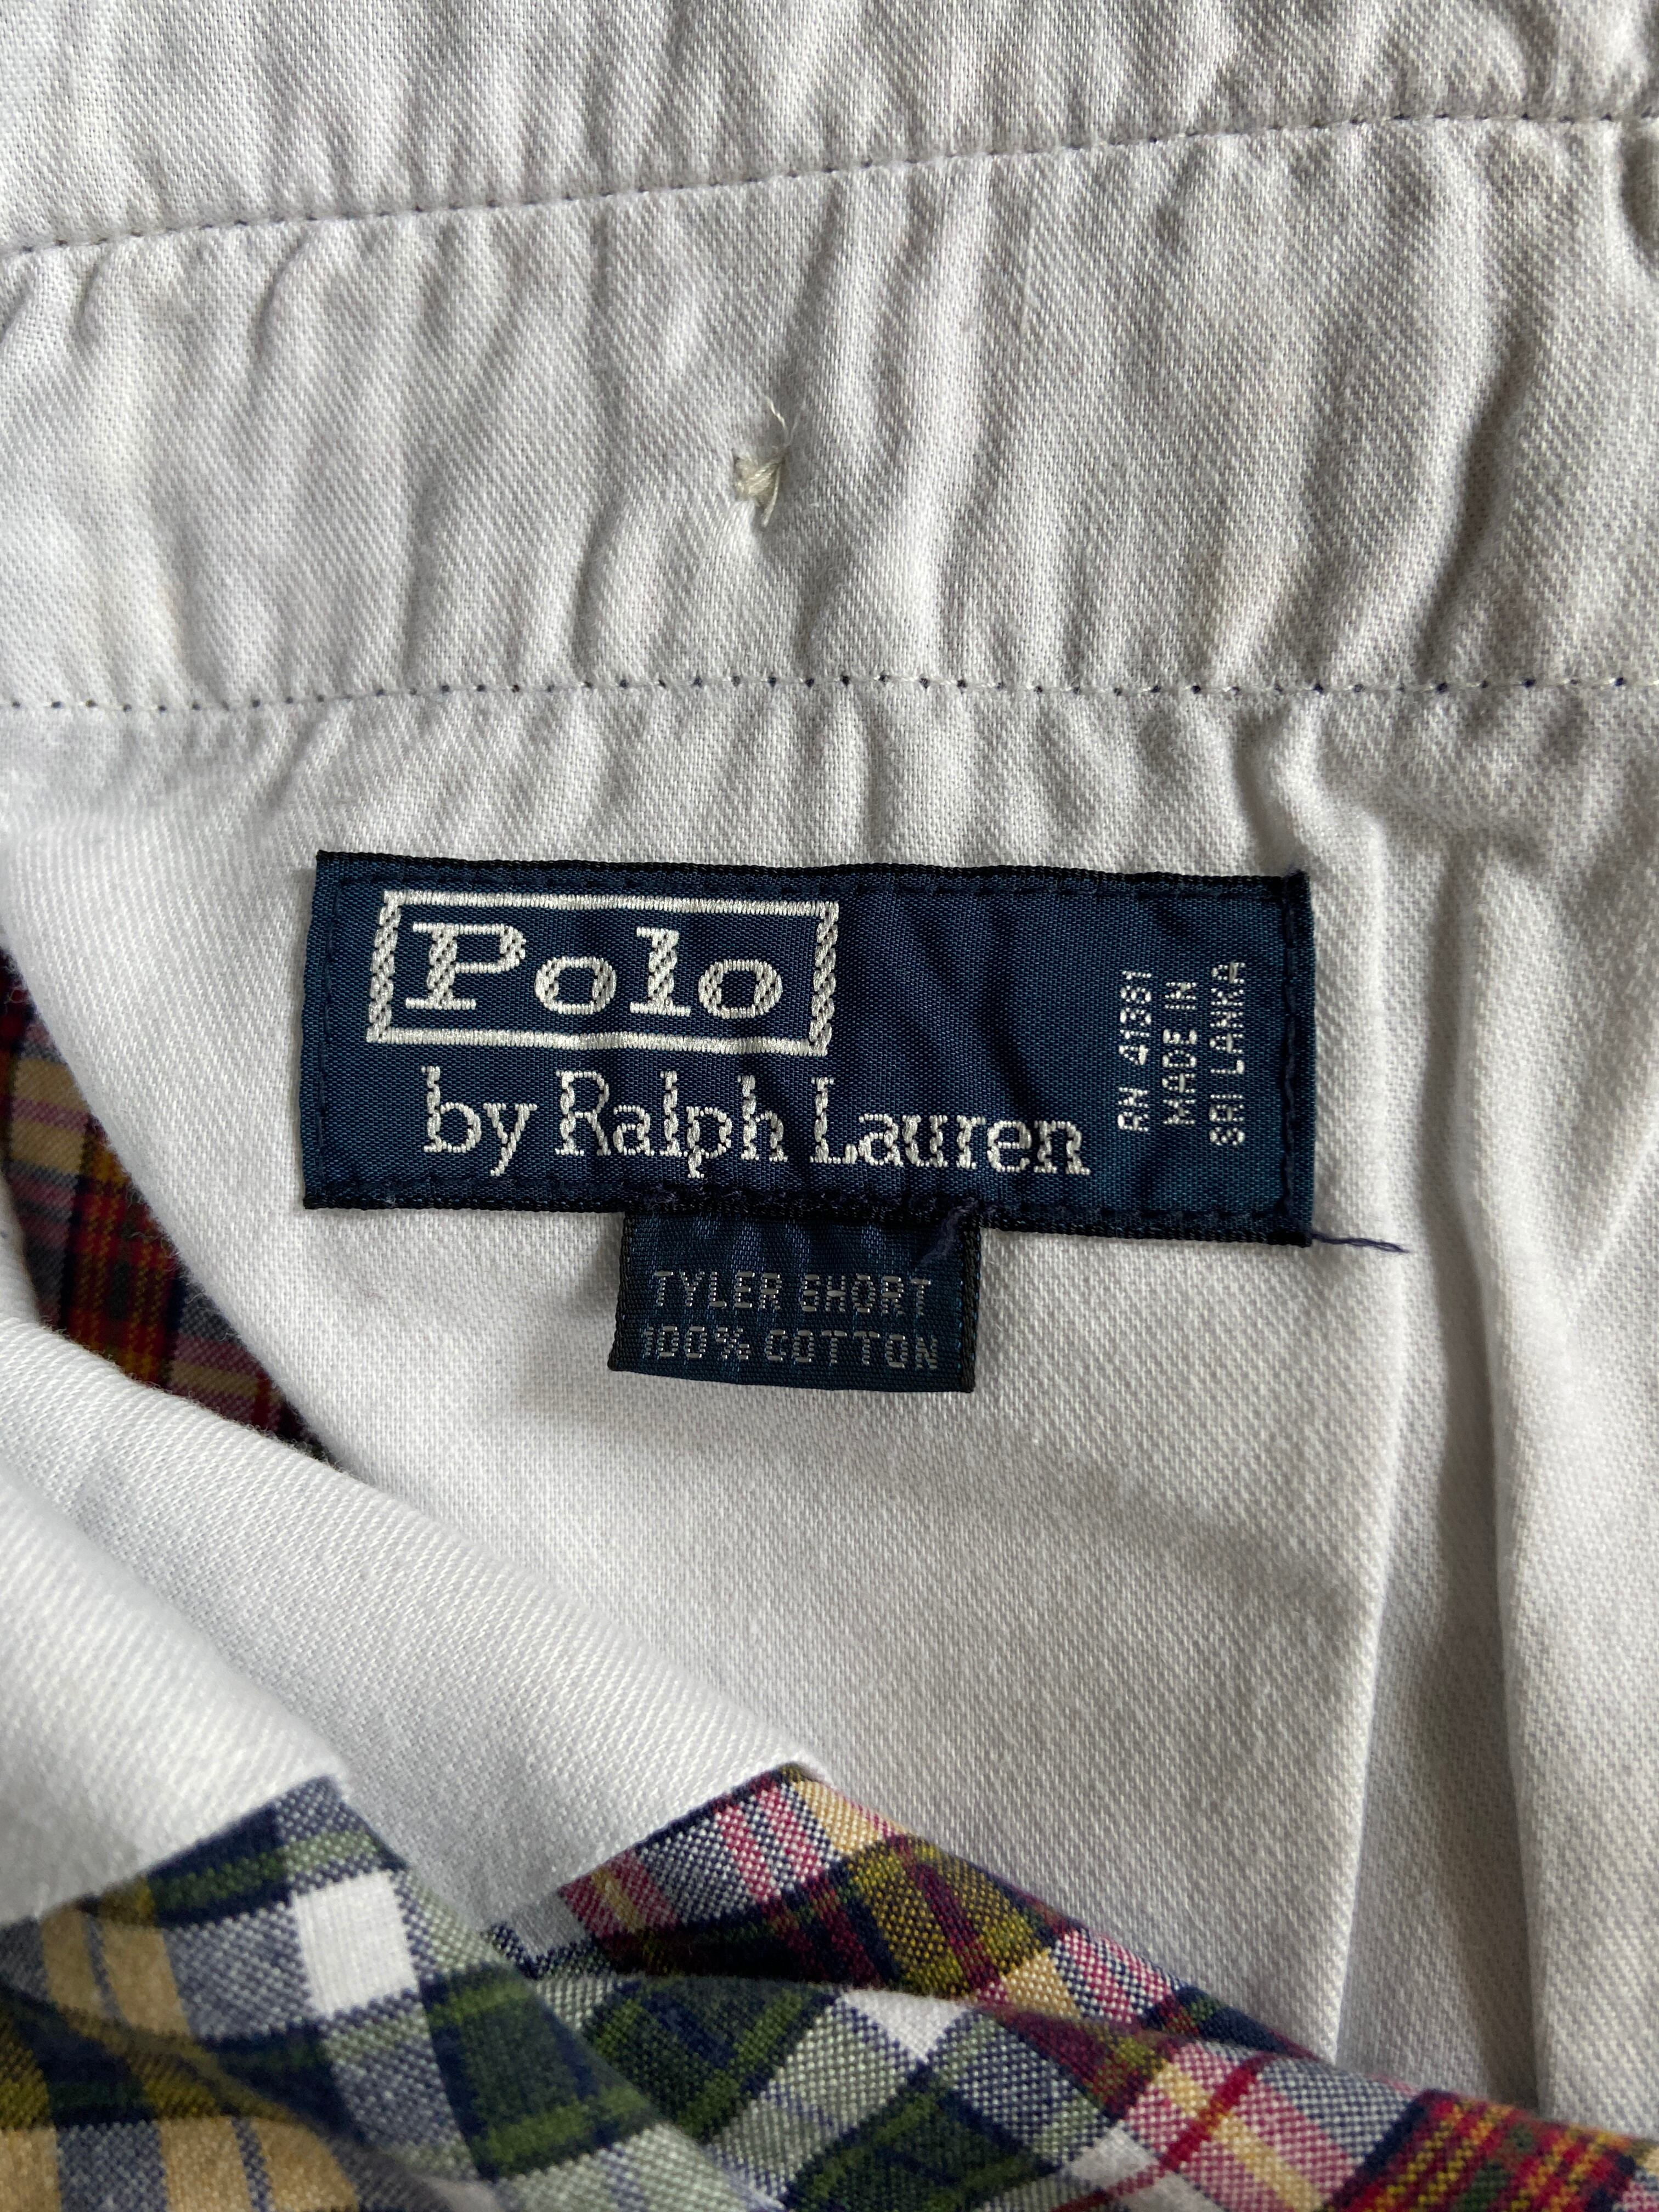 Polo
by Ralph Lauren
RN 41381
MADE IN
SRI LANKA
TYLER SHORT
100% COTTON